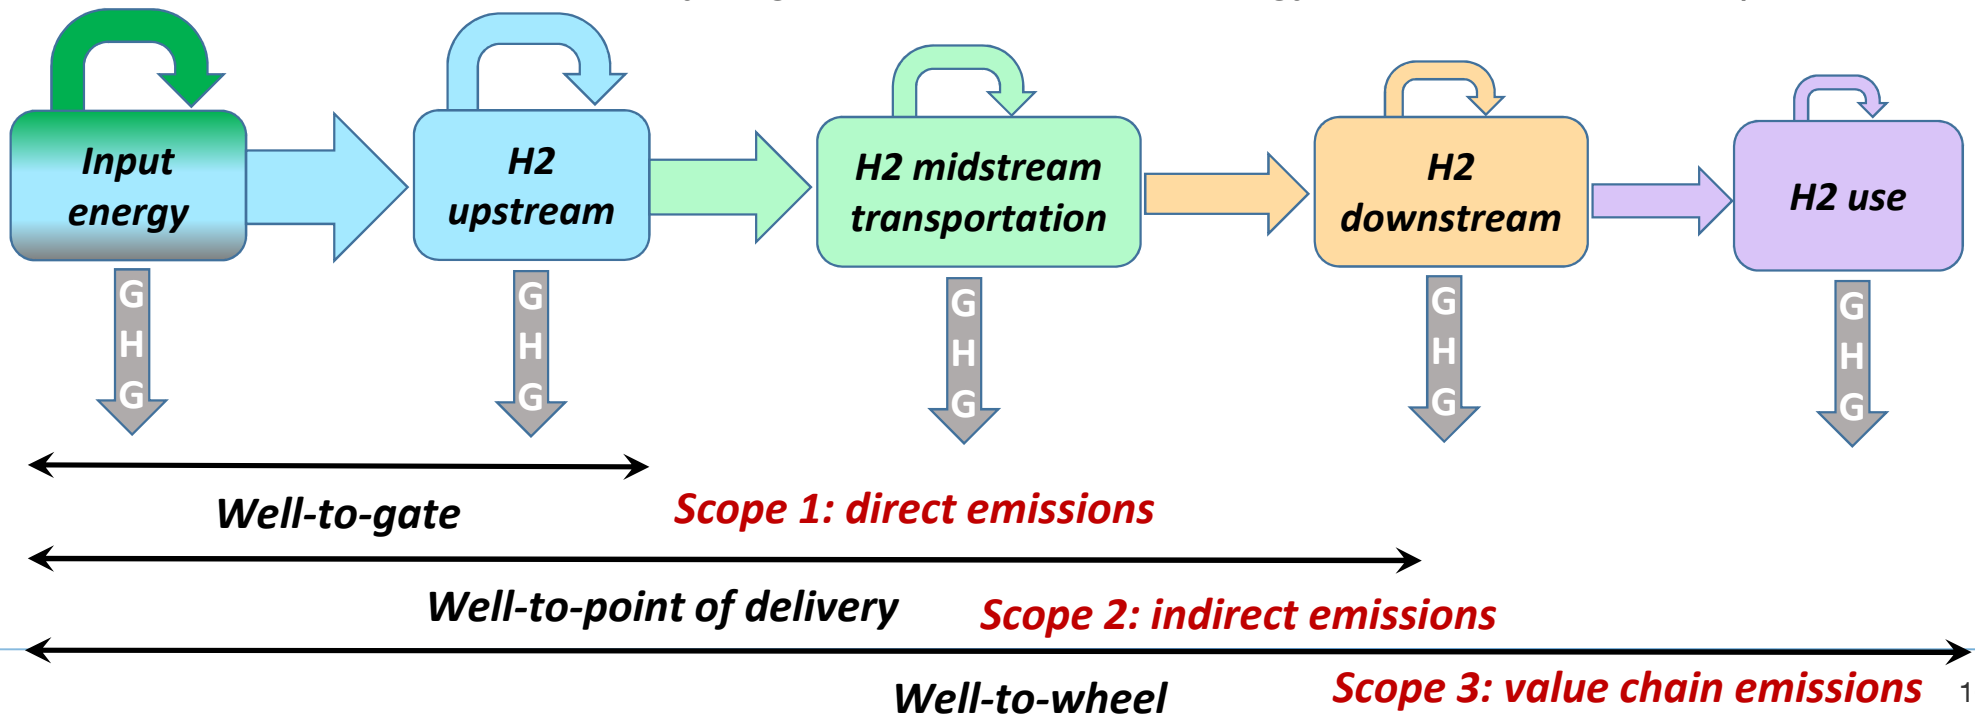 Input
energy
H2
upstream
H2 midstream
transportation
H2
downstream
H2 use
G
H
G
G
H
G
G
H
G
G
H
G
G
H
G
Well-to-gate
Scope 1: direct emissions
Well-to-point of delivery
Scope 2: indirect emissions
Well-to-wheel
Scope 3: value chain emissions
1